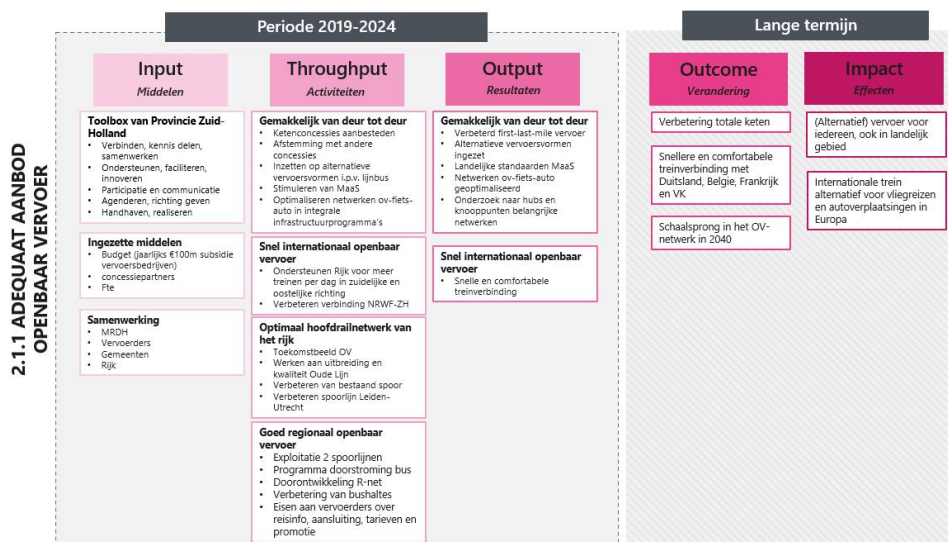 Periode 2019-2024
Lange termijn
2.1.1 ADEQUAAT AANBOD
OPENBAAR VERVOER
Input
Middelen
Toolbox van Provincie Zuid-
Holland
• Verbinden, kennis delen,
samenwerken
• Ondersteunen, faciliteren,
innoveren
• Participatie en communicatie
• Agenderen, richting geven
• Handhaven, realiseren
Ingezette middelen
• Budget (jaarlijks €100m subsidie
vervoersbedrijven)
• concessiepartners
• Fte
Samenwerking
• MRDH
• Vervoerders
• Gemeenten
• Rijk
Throughput
Activiteiten
Gemakkelijk van deur tot deur
• Ketenconcessies aanbesteden
• Afstemming met andere
concessies
• Inzetten op alternatieve
vervoersvormen i.p.v. lijnbus
• Stimuleren van MaaS
• Optimaliseren netwerken ov-fiets-
auto in integrale
infrastructuurprogramma's
Snel internationaal openbaar
vervoer
• Ondersteunen Rijk voor meer
treinen per dag in zuidelijke en
oostelijke richting
• Verbeteren verbinding NRWF-ZH
Optimaal hoofdrailnetwerk van
het rijk
• Toekomstbeeld OV
• Werken aan uitbreiding en
kwaliteit Oude Lijn
• Verbeteren van bestaand spoor
• Verbeteren spoorlijn Leiden-
Utrecht
Goed regionaal openbaar
vervoer
• Exploitatie 2 spoorlijnen
• Programma doorstroming bus
• Doorontwikkeling R-net
• Verbetering van bushaltes
• Eisen aan vervoerders over
reisinfo, aansluiting, tarieven en
promotie
Output
Resultaten
Gemakkelijk van deur tot deur
• Verbeterd first-last-mile vervoer
• Alternatieve vervoersvormen
ingezet
• Landelijke standaarden MaaS
• Netwerken ov-fiets-auto
geoptimaliseerd
• Onderzoek naar hubs en
knooppunten belangrijke
netwerken
Snel internationaal openbaar
vervoer
• Snelle en comfortabele
treinverbinding
Outcome
Verandering
Verbetering totale keten
Snellere en comfortabele
treinverbinding met
Duitsland, Belgie, Frankrijk
en VK
Schaalsprong in het OV-
netwerk in 2040
Impact
Effecten
(Alternatief) vervoer voor
iedereen, ook in landelijk
gebied
Internationale trein
alternatief voor vliegreizen
en autoverplaatsingen in
Europa